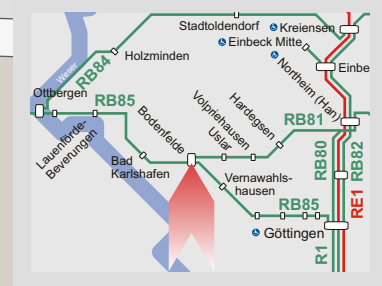 Stadtoldendorf
Kreiensen
Einbeck Mitte
Holzminden
Northeim (Han)
Einbe
Weser
RB84
Ottbergen
RB85
Bodenfelde
Volpriehausen
Uslar
Hardegsen
RB81
Lauenförde-
Beverungen
Bad
Karlshafen
Vernawahls-
hausen
RB80
RB82
RE1
RB85
Göttingen
R1